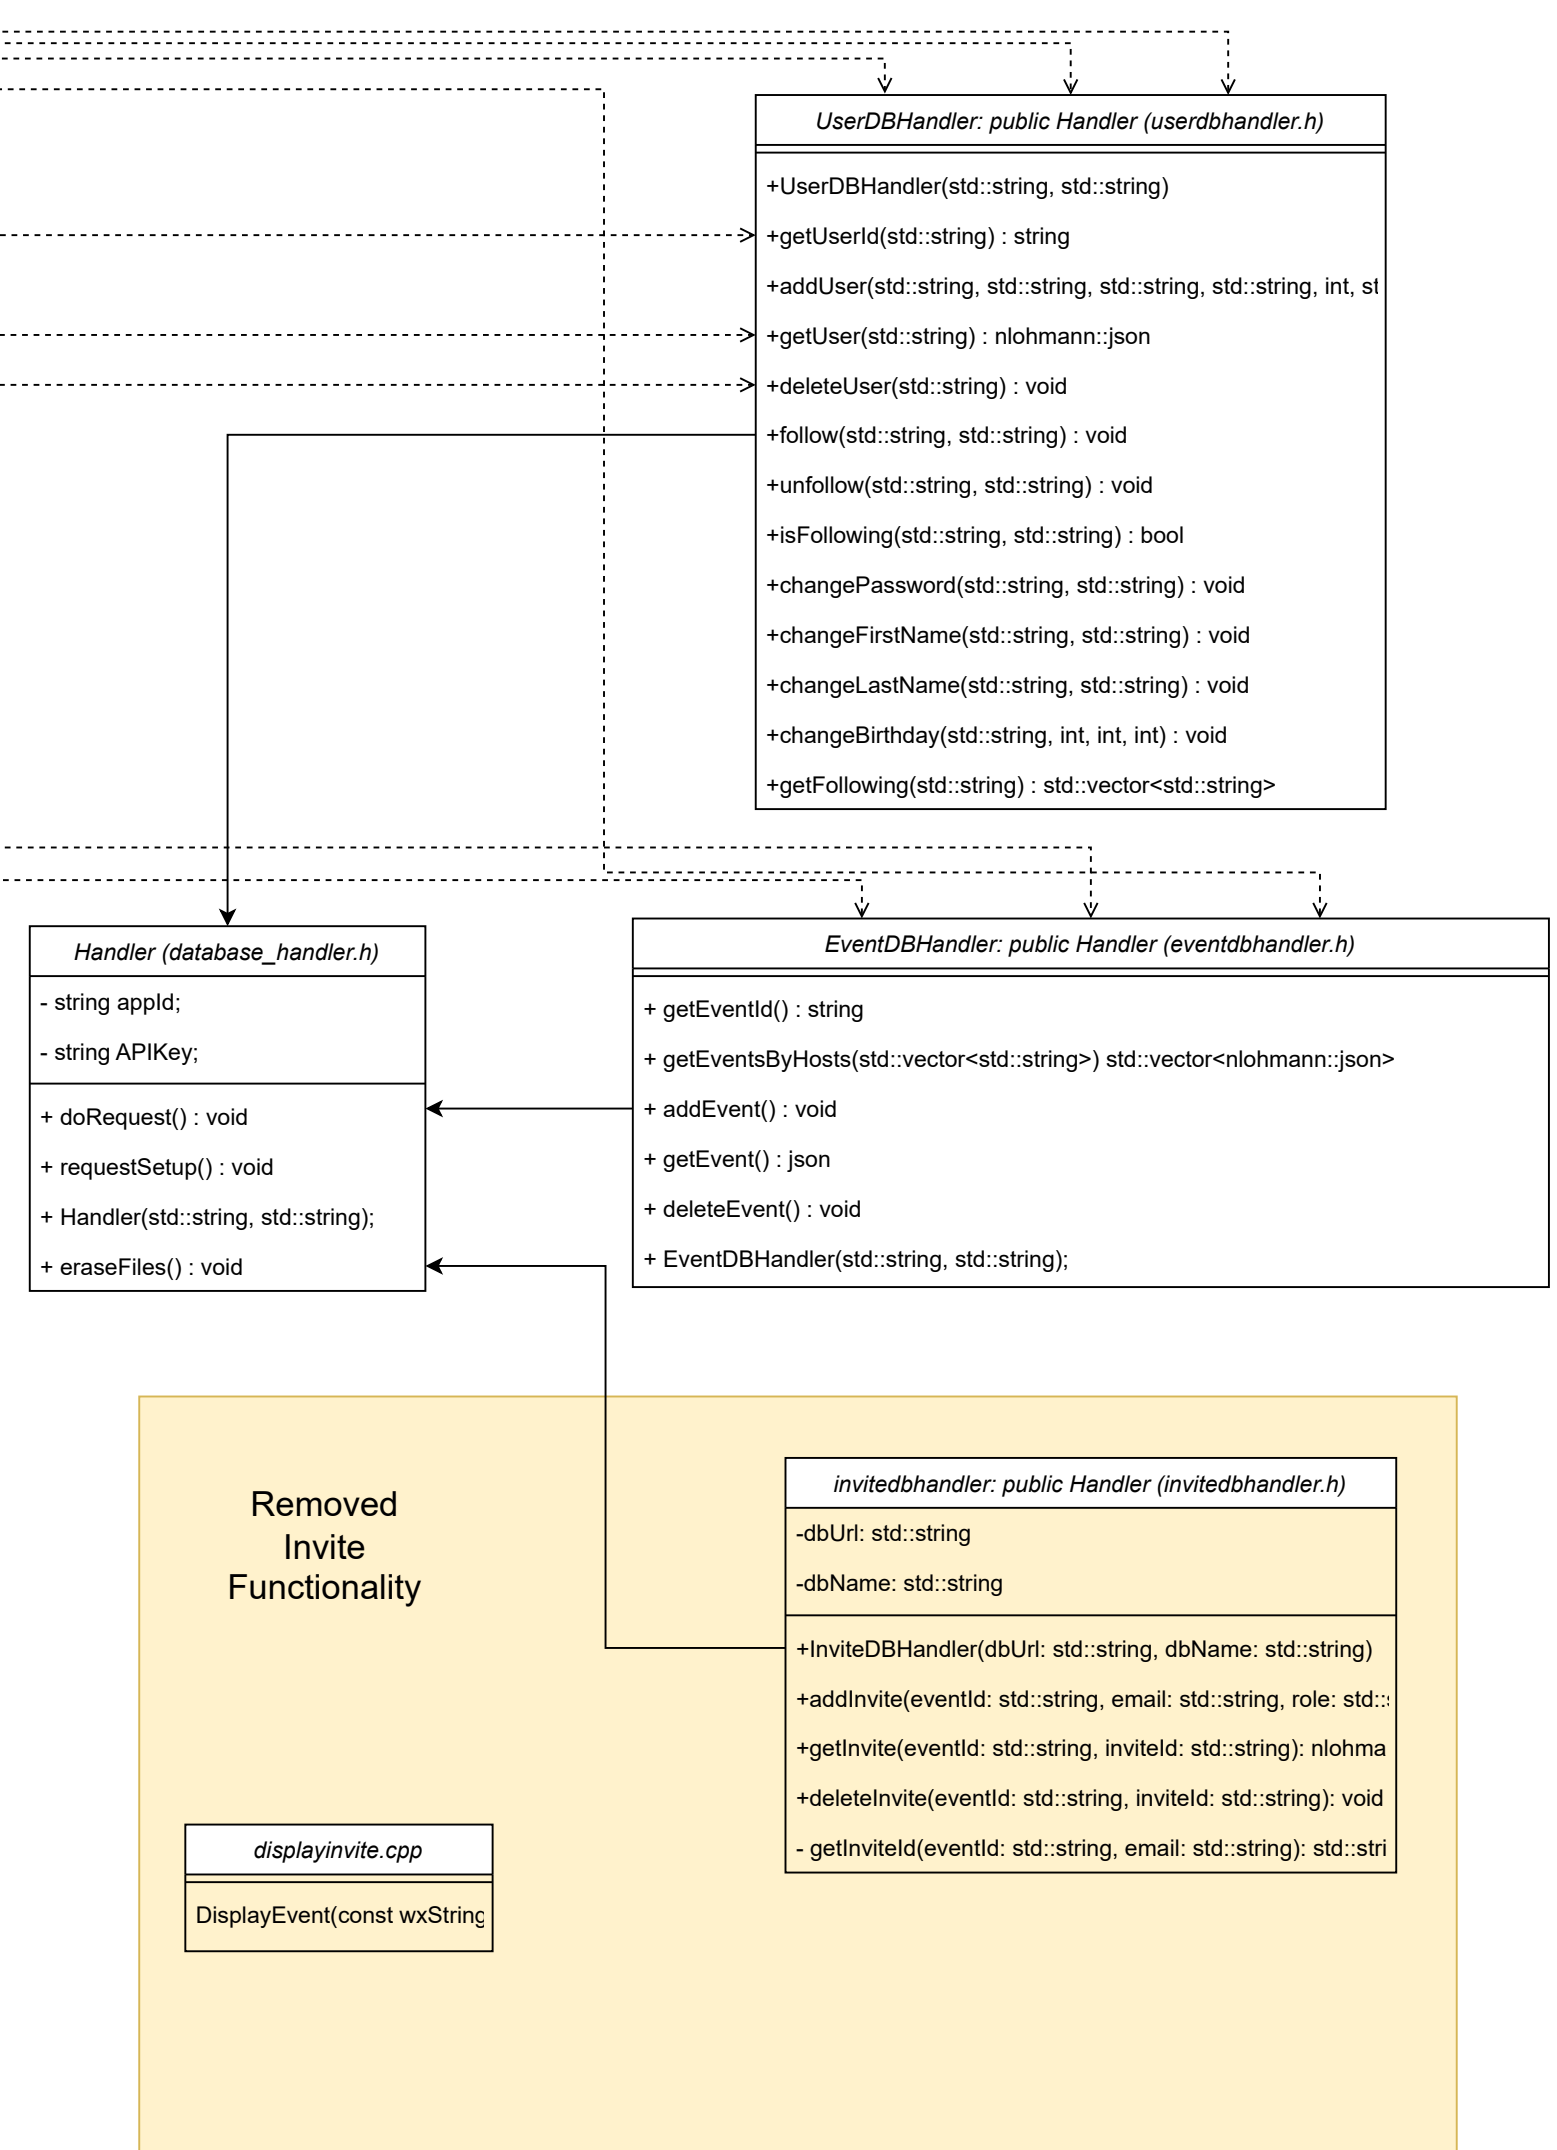 UserDBHandler: public Handler (userdbhandler.h)
+UserDBHandler(std::string, std::string)
+getUserId(std::string) : string
+addUser(std::string, std::string, std::string, std::string, int, st
+getUser(std::string) : nlohmann::json
+deleteUser(std::string) : void
+follow(std::string, std::string) : void
+unfollow(std::string, std::string) : void
+isFollowing(std::string, std::string) : bool
+changePassword(std::string, std::string) : void
+changeFirstName(std::string, std::string) : void
+changeLastName(std::string, std::string) : void
+changeBirthday(std::string, int, int, int) : void
+getFollowing(std::string) : std::vector<std::string>
Handler (database_handler.h)
- string appId;
- string APIKey;
+ doRequest() : void
+ requestSetup() : void
+ Handler(std::string, std::string);
+ eraseFiles() : void
EventDBHandler: public Handler (eventdbhandler.h)
+ getEventId() : string
+ getEventsByHosts(std::vector<std::string>) std::vector<nlohmann::json>
+ addEvent() : void
+ getEvent() : json
+ deleteEvent() : void
+ EventDBHandler(std::string, std::string);
Removed
Invite
Functionality
invitedbhandler: public Handler (invitedbhandler.h)
-dbUrl: std::string
-dbName: std::string
+InviteDBHandler(dbUrl: std::string, dbName: std::string)
+addInvite(eventId: std::string, email: std::string, role: std::
+getInvite(eventId: std::string, inviteId: std::string): nlohma
+deleteInvite(eventId: std::string, inviteId: std::string): void
- getInviteId(eventId: std::string, email: std::string): std::stri
displayinvite.cpp
DisplayEvent(const wxString